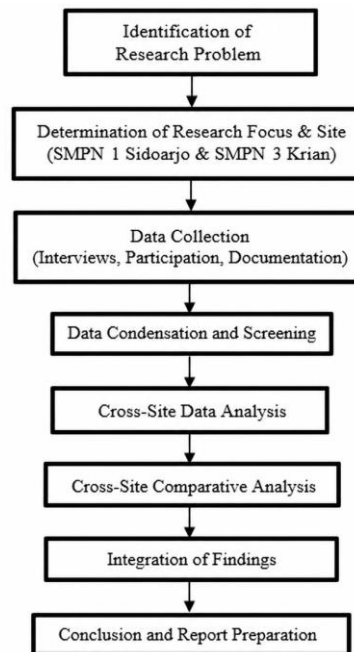 Identification of
Research Problem
Determination of Research Focus & Site
(SMPN 1 Sidoarjo & SMPN 3 Krian)
Data Collection
(Interviews, Participation, Documentation)
Data Condensation and Screening
Cross-Site Data Analysis
Cross-Site Comparative Analysis
Integration of Findings
Conclusion and Report Preparation